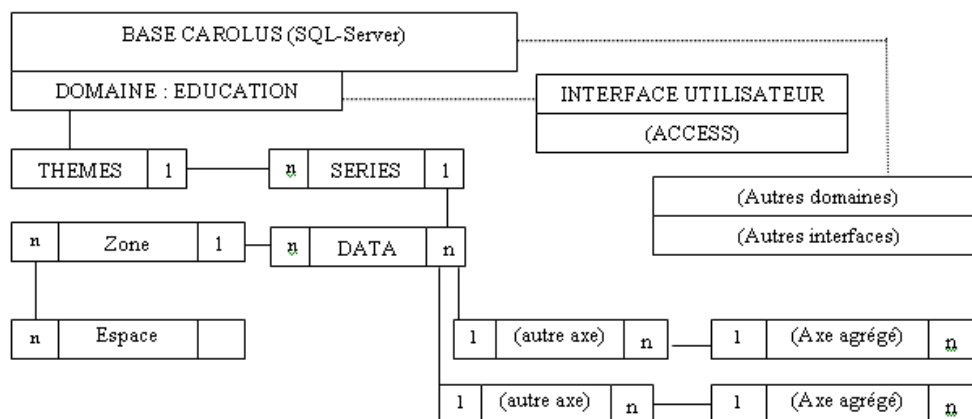 BASE CAROLUS (SQL-Server)
DOMAINE : EDUCATION
INTERFACE UTILISATEUR
(ACCESS)
THEMES 1 n SERIES 1
(Autres domaines)
(Autres interfaces)
n Zone 1 n DATA n
n Espace
1 (autre axe) n 1 (Axe agrégé) n
1 (autre axe) n 1 (Axe agrégé) n